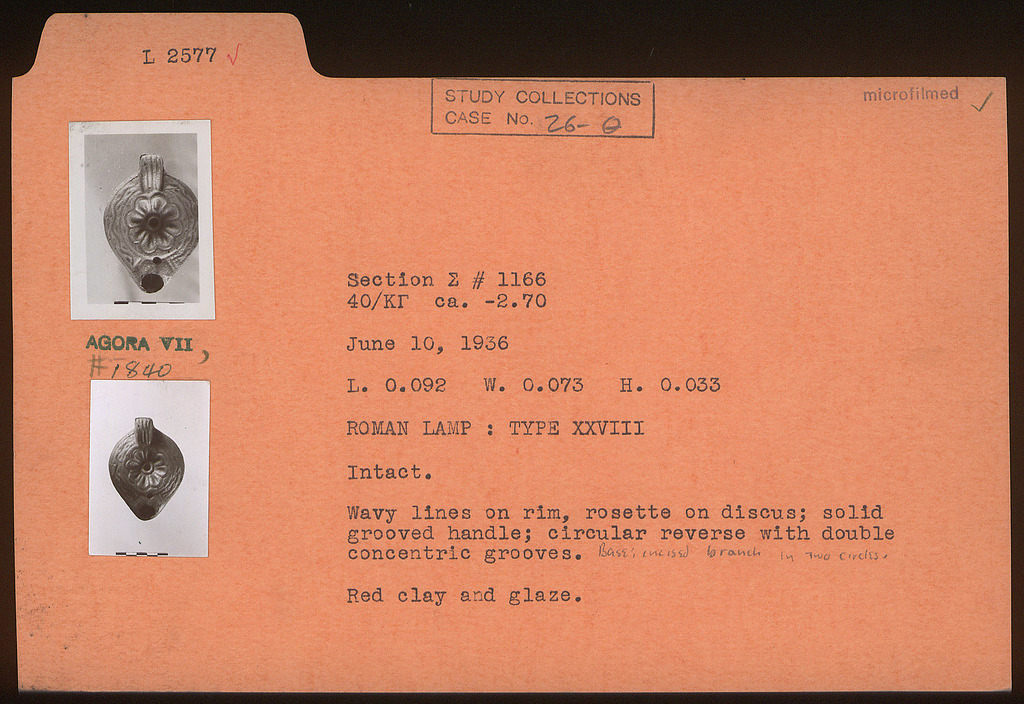 L 2577 ✓
microfilmed ✓
STUDY COLLECTIONS
CASE No. 26-Θ
AGORA VII,
#1840
Section Σ # 1166
40/ΚΓ ca. -2.70
June 10, 1936
L. 0.092 W. 0.073 H. 0.033
ROMAN LAMP : TYPE XXVIII
Intact.
Wavy lines on rim, rosette on discus; solid
grooved handle; circular reverse with double
concentric grooves. Base: incised branch in two circles.
Red clay and glaze.